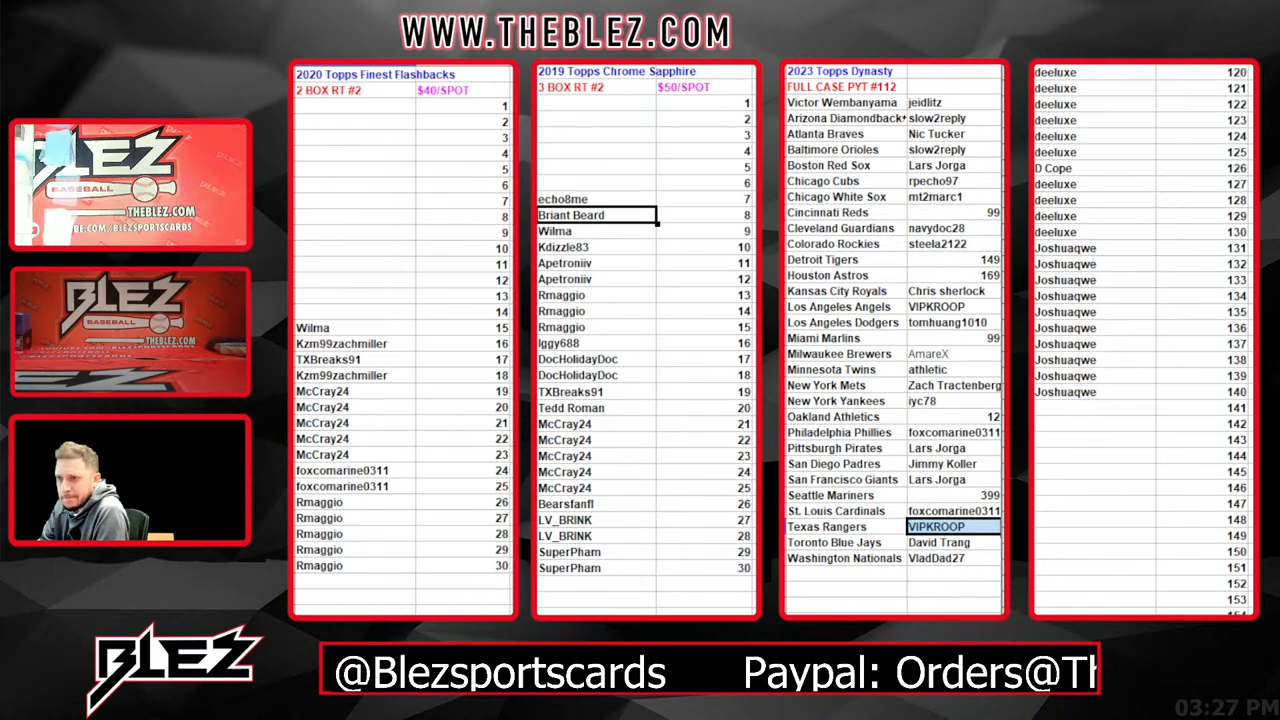 WWW.THEBLEZ.COM
BLEZ
BASEBALL
THEBLEZ.COM
.COM/BLEZSPORTSCARDS
BLEZ
BASEBALL
THEBLEZ.COM
2020 Topps Finest Flashbacks
2 BOX RT #2 $40/SPOT
1
2
3
4
5
6
7
8
9
10
11
12
13
14
Wilma 15
Kzm99zachmiller 16
TXBreaks91 17
Kzm99zachmiller 18
McCray24 19
McCray24 20
McCray24 21
McCray24 22
McCray24 23
foxcomarine0311 24
foxcomarine0311 25
Rmaggio 26
Rmaggio 27
Rmaggio 28
Rmaggio 29
Rmaggio 30
2019 Topps Chrome Sapphire
3 BOX RT #2 $50/SPOT
1
2
3
4
5
6
echo8me 7
Briant Beard 8
Wilma 9
Kdizzle83 10
Apetroniiv 11
Apetroniiv 12
Rmaggio 13
Rmaggio 14
Rmaggio 15
Iggy688 16
DocHolidayDoc 17
DocHolidayDoc 18
TXBreaks91 19
Tedd Roman 20
McCray24 21
McCray24 22
McCray24 23
McCray24 24
McCray24 25
Bearsfanfl 26
LV_BRINK 27
LV_BRINK 28
SuperPham 29
SuperPham 30
2023 Topps Dynasty
FULL CASE PYT #112
Victor Wembanyama jeidlitz
Arizona Diamondback slow2reply
Atlanta Braves Nic Tucker
Baltimore Orioles slow2reply
Boston Red Sox Lars Jorga
Chicago Cubs rpecho97
Chicago White Sox mt2marc1
Cincinnati Reds 99
Cleveland Guardians navydoc28
Colorado Rockies steela2122
Detroit Tigers 149
Houston Astros 169
Kansas City Royals Chris sherlock
Los Angeles Angels VIPKROOP
Los Angeles Dodgers tomhuang1010
Miami Marlins 99
Milwaukee Brewers AmareX
Minnesota Twins athletic
New York Mets Zach Tractenberg
New York Yankees iyc78
Oakland Athletics 12
Philadelphia Phillies foxcomarine0311
Pittsburgh Pirates Lars Jorga
San Diego Padres Jimmy Koller
San Francisco Giants Lars Jorga
Seattle Mariners 399
St. Louis Cardinals foxcomarine0311
Texas Rangers VIPKROOP
Toronto Blue Jays David Trang
Washington Nationals VladDad27
deeluxe 120
deeluxe 121
deeluxe 122
deeluxe 123
deeluxe 124
deeluxe 125
D Cope 126
deeluxe 127
deeluxe 128
deeluxe 129
deeluxe 130
Joshuaqwe 131
Joshuaqwe 132
Joshuaqwe 133
Joshuaqwe 134
Joshuaqwe 135
Joshuaqwe 136
Joshuaqwe 137
Joshuaqwe 138
Joshuaqwe 139
Joshuaqwe 140
141
142
143
144
145
146
147
148
149
150
151
152
153
BLEZ
@Blezsportscards Paypal: Orders@Th
03:27 PM